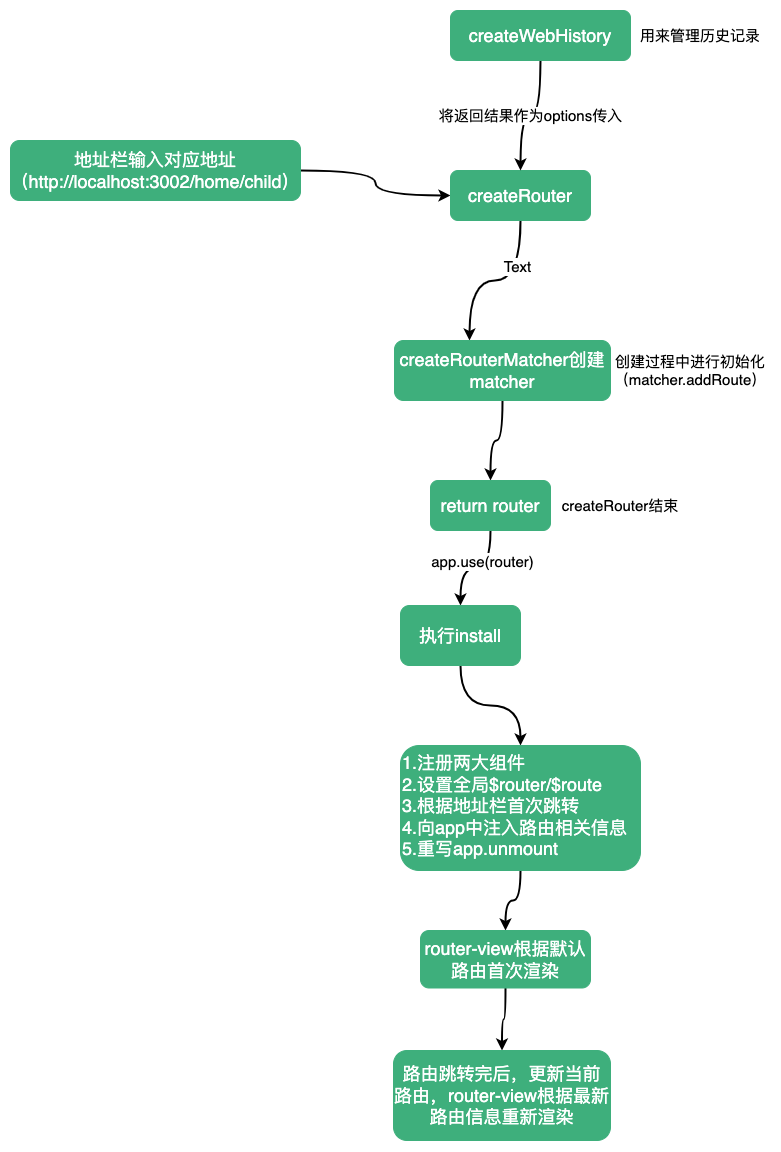 createWebHistory
用来管理历史记录
将返回结果作为options传入
地址栏输入对应地址
（http://localhost:3002/home/child）
createRouter
Text
createRouterMatcher创建
matcher
创建过程中进行初始化
（matcher.addRoute）
return router
createRouter结束
app.use(router)
执行install
1.注册两大组件
2.设置全局$router/$route
3.根据地址栏首次跳转
4.向app中注入路由相关信息
5.重写app.unmount
router-view根据默认
路由首次渲染
路由跳转完后，更新当前
路由，router-view根据最新
路由信息重新渲染